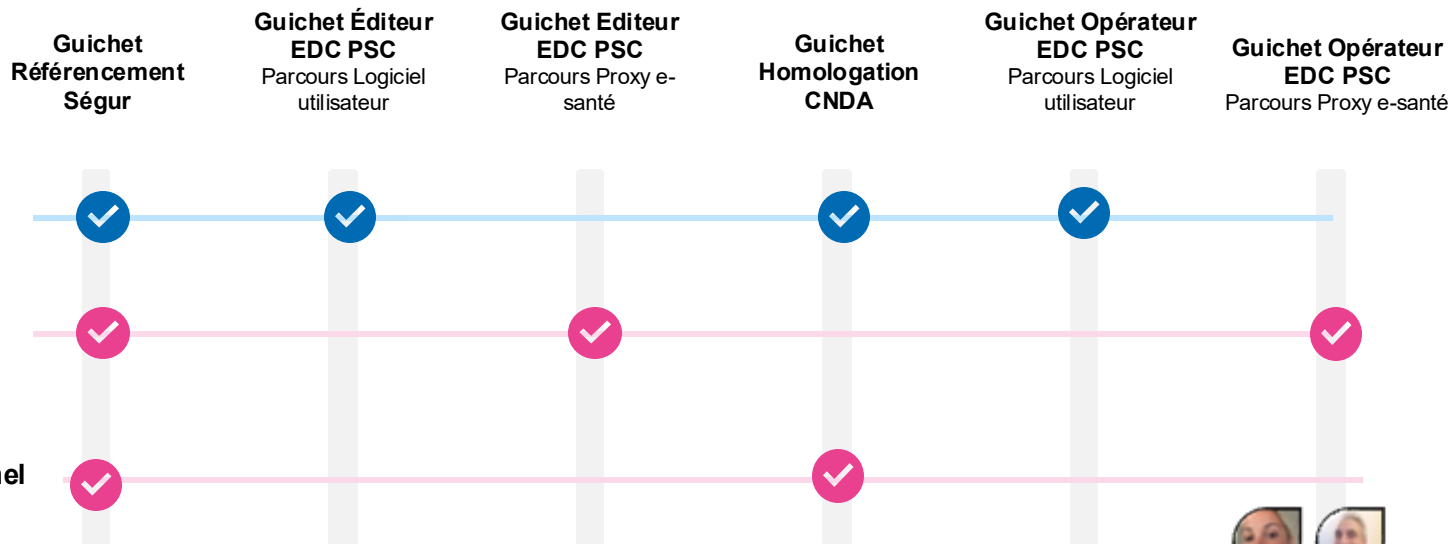 Guichet
Référencement
Ségur
Guichet Éditeur
EDC PSC
Parcours Logiciel
utilisateur
Guichet Editeur
EDC PSC
Parcours Proxy e-
santé
Guichet
Homologation
CNDA
Guichet Opérateur
EDC PSC
Parcours Logiciel
utilisateur
Guichet Opérateur
EDC PSC
Parcours Proxy e-santé